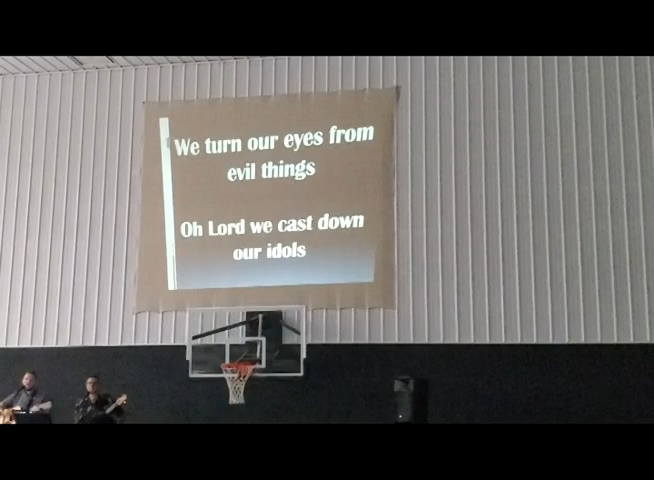 We turn our eyes from
evil things
Oh Lord we cast down
our idols